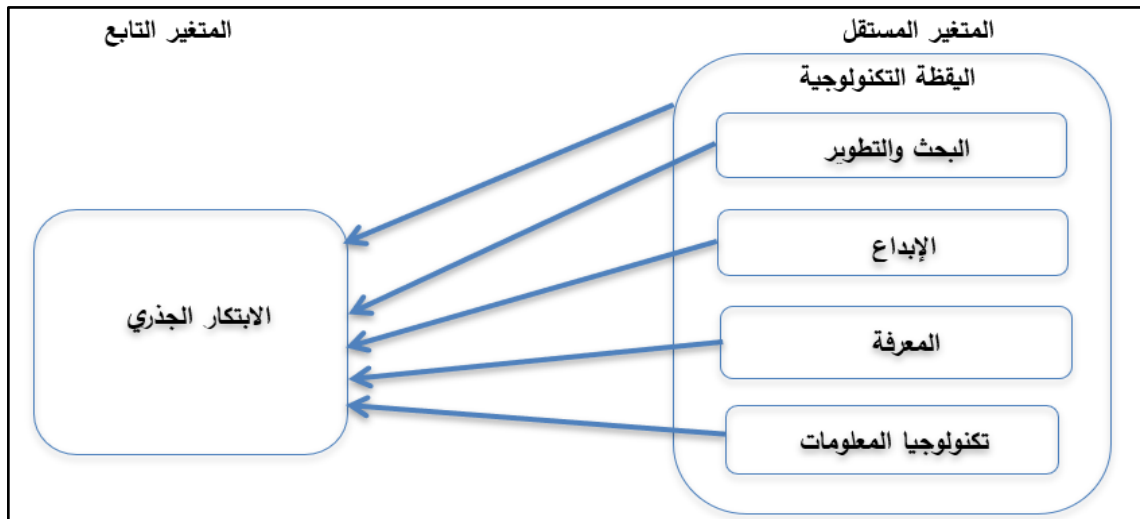 المتغير المستقل
المتغير التابع
اليقظة التكنولوجية
البحث والتطوير
الإبداع
المعرفة
تكنولوجيا المعلومات
الابتكار الجذري